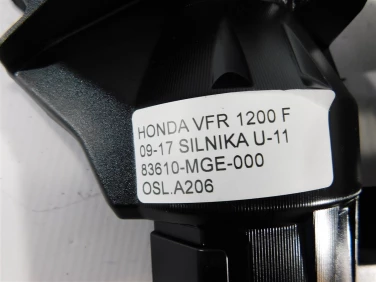 HONDA VFR 1200 F
09-17 SILNIKA U-11
83610-MGE-000
OSL.A206